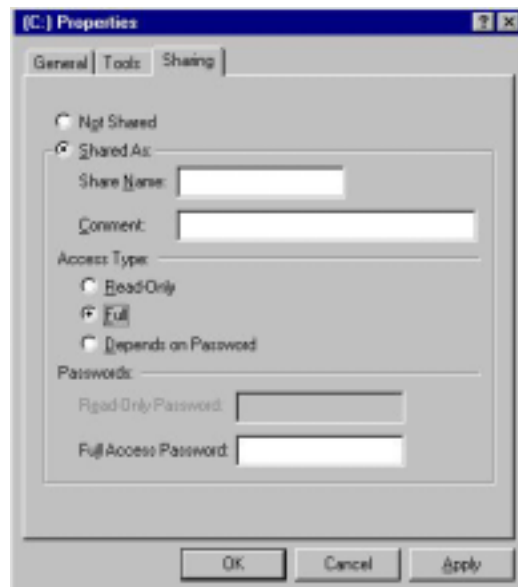 (C:) Properties
General Tools Sharing
Not Shared
Shared As:
Share Name:
Comment:
Access Type:
Read-Only
Full
Depends on Password
Passwords:
Read-Only Password:
Full Access Password:
OK Cancel Apply